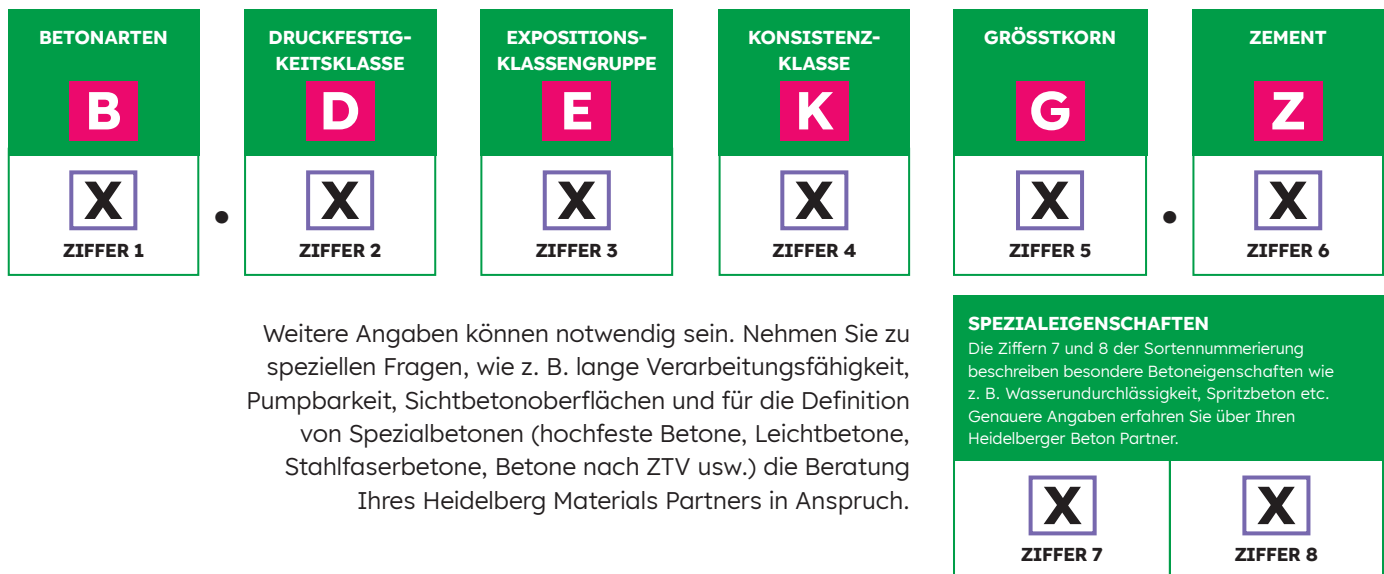 BETONARTEN
B
X
ZIFFER 1
•
DRUCKFESTIG-
KEITSKLASSE
D
X
ZIFFER 2
EXPOSITIONS-
KLASSENGRUPPE
E
X
ZIFFER 3
KONSISTENZ-
KLASSE
K
X
ZIFFER 4
GRÖSSTKORN
G
X
ZIFFER 5
•
ZEMENT
Z
X
ZIFFER 6
Weitere Angaben können notwendig sein. Nehmen Sie zu
speziellen Fragen, wie z. B. lange Verarbeitungsfähigkeit,
Pumpbarkeit, Sichtbetonoberflächen und für die Definition
von Spezialbetonen (hochfeste Betone, Leichtbetone,
Stahlfaserbetone, Betone nach ZTV usw.) die Beratung
Ihres Heidelberg Materials Partners in Anspruch.
SPEZIALEIGENSCHAFTEN
Die Ziffern 7 und 8 der Sortennummerierung
beschreiben besondere Betoneigenschaften wie
z. B. Wasserundurchlässigkeit, Spritzbeton etc.
Genauere Angaben erfahren Sie über Ihren
Heidelberger Beton Partner.
X
ZIFFER 7
X
ZIFFER 8